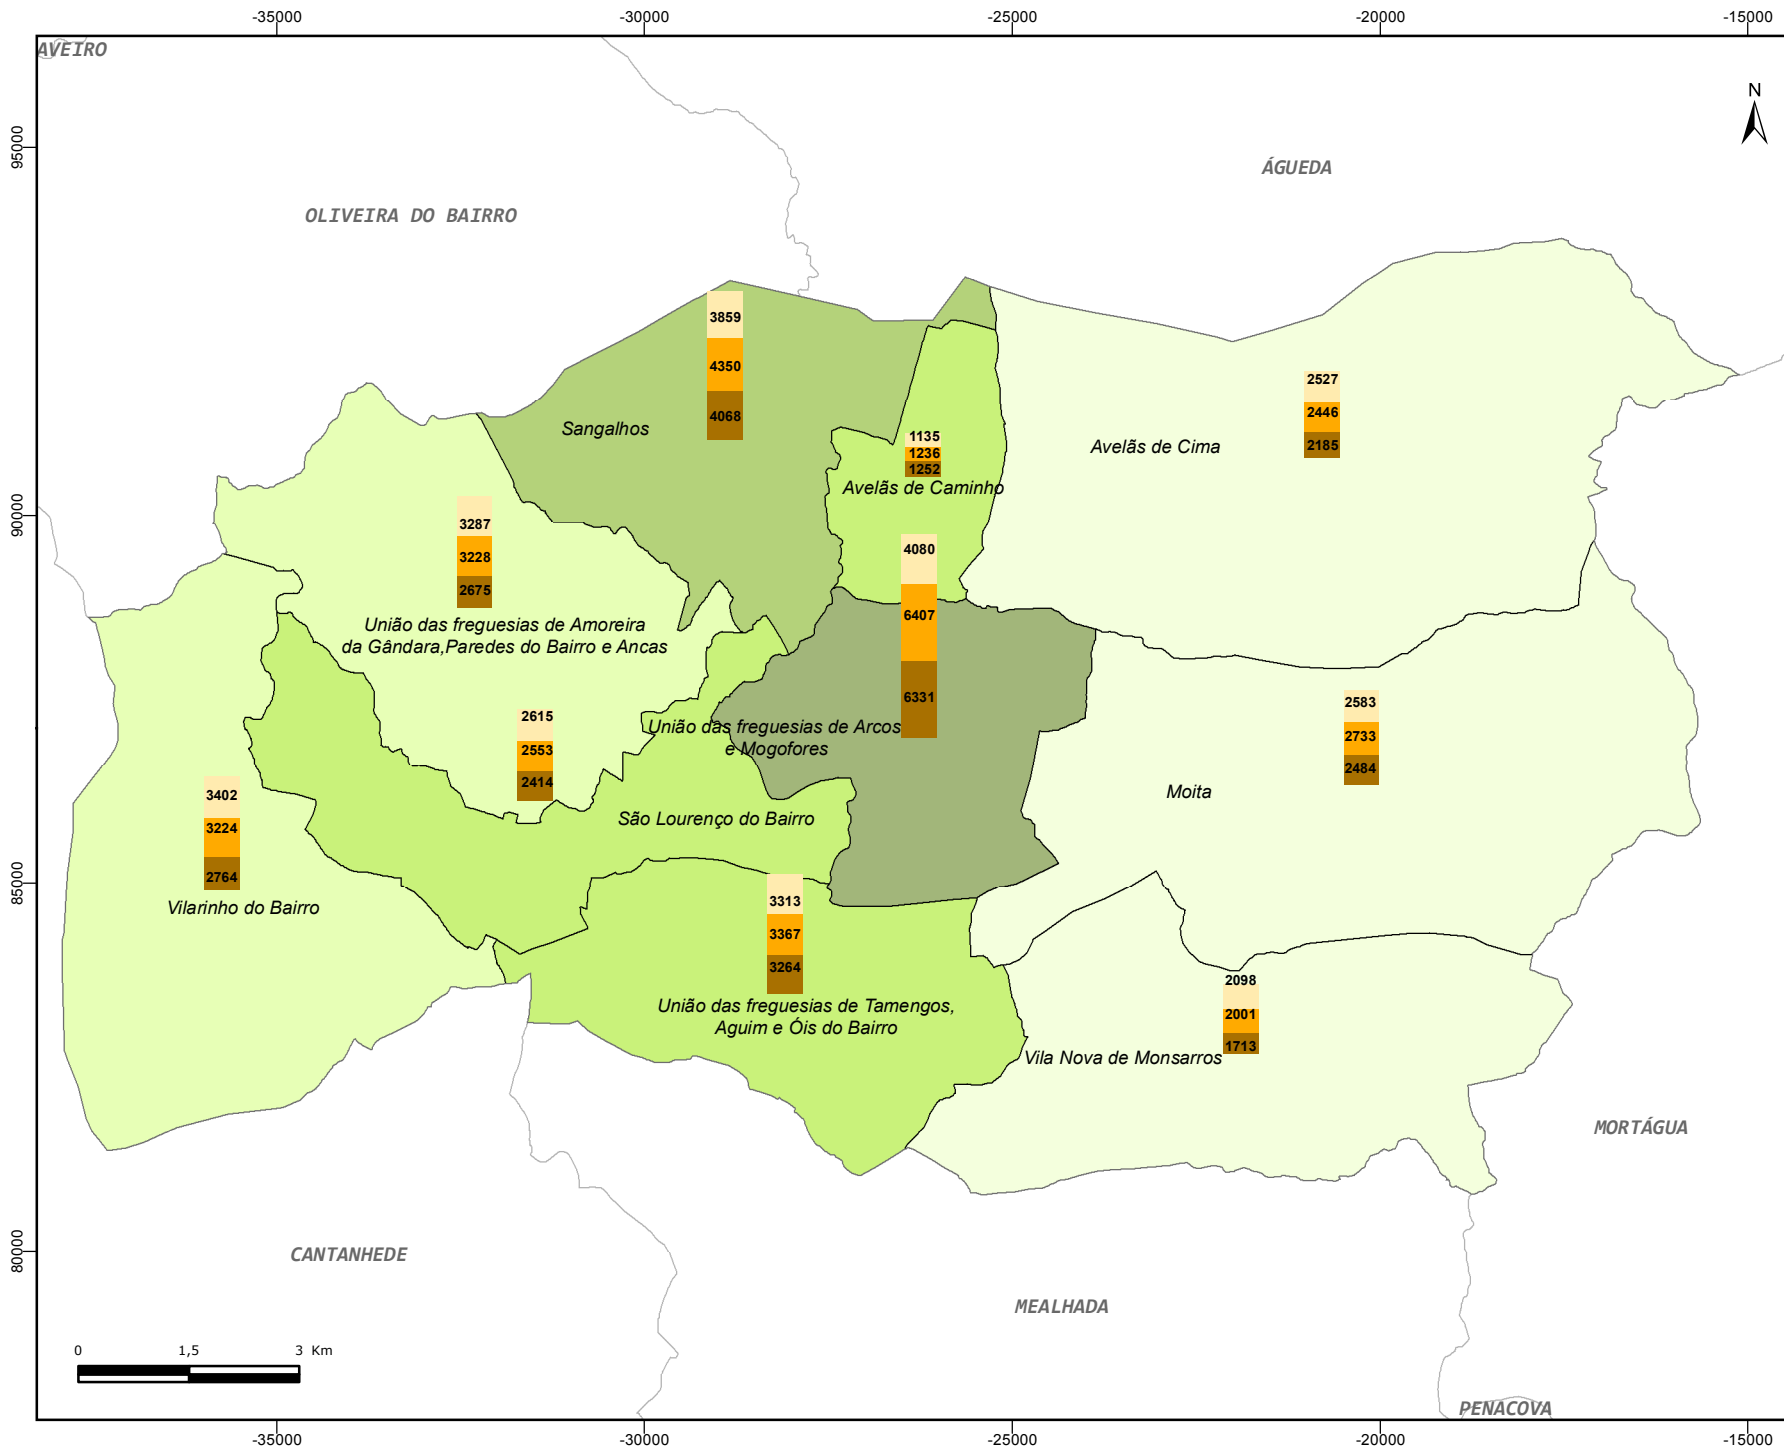 -35000
-30000
-25000
-20000
-15000
AVEIRO
N
95000
ÁGUEDA
OLIVEIRA DO BAIRRO
3859
4350
4068
Sangalhos
2527
2446
2185
Avelãs de Cima
1135
1236
1252
Avelãs de Caminho
90000
3287
3228
2675
União das freguesias de Amoreira
da Gândara,Paredes do Bairro e Ancas
4080
6407
6331
União das freguesias de Arcos
e Mogofores
2615
2553
2414
São Lourenço do Bairro
2583
2733
2484
Moita
3402
3224
2764
Vilarinho do Bairro
85000
3313
3367
3264
União das freguesias de Tamengos,
Aguim e Óis do Bairro
2098
2001
1713
Vila Nova de Monsarros
MORTÁGUA
80000
CANTANHEDE
MEALHADA
0 1,5 3 Km
PENACOVA
-35000
-30000
-25000
-20000
-15000